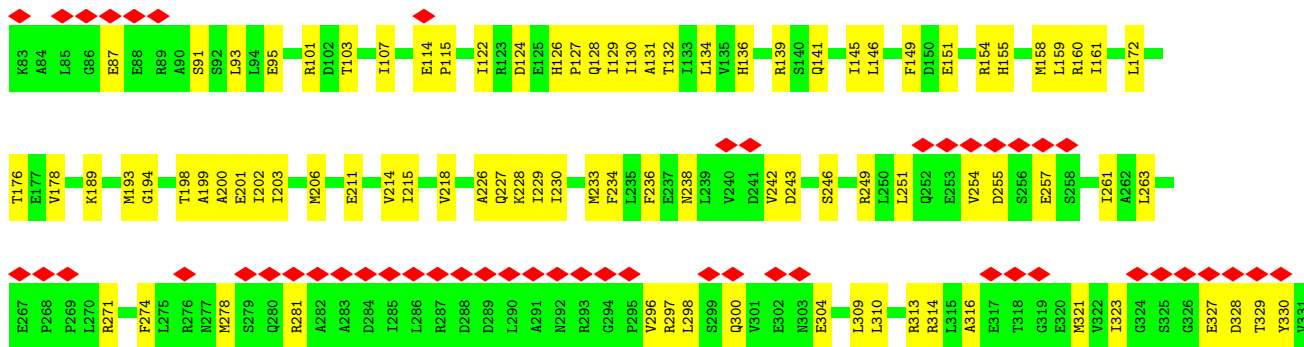 K83 A84 L85 G86 E87 E88 R89 A90 S91 S92 L93 L94 E95 R101 D102 T103 I107 E114 P115 I122 R123 D124 E125 H126 P127 Q128 I129 I130 A131 T132 I133 L134 V135 H136 R139 S140 Q141 I145 L146 F149 D150 E151 R154 H155 M158 L159 R160 I161 L172
T176 E177 V178 K189 M193 G194 T198 A199 A200 E201 I202 I203 M206 E211 V214 I215 V218 A226 Q227 K228 I229 I230 M233 F234 L235 F236 E237 N238 L239 V240 D241 V242 D243 S246 R249 L250 L251 Q252 E253 V254 D255 S256 E257 S258 I261 A262 L263
E267 P268 P269 L270 R271 F274 L275 R276 N277 M278 S279 Q280 R281 A282 A283 D284 I285 L286 R287 D288 D289 L290 A291 N292 R293 G294 P295 V296 R297 L298 S299 Q300 V301 E302 N303 E304 L309 L310 R313 R314 L315 A316 E317 T318 G319 E320 M321 V322 I323 G324 S325 G326 E327 D328 T329 Y330 V331